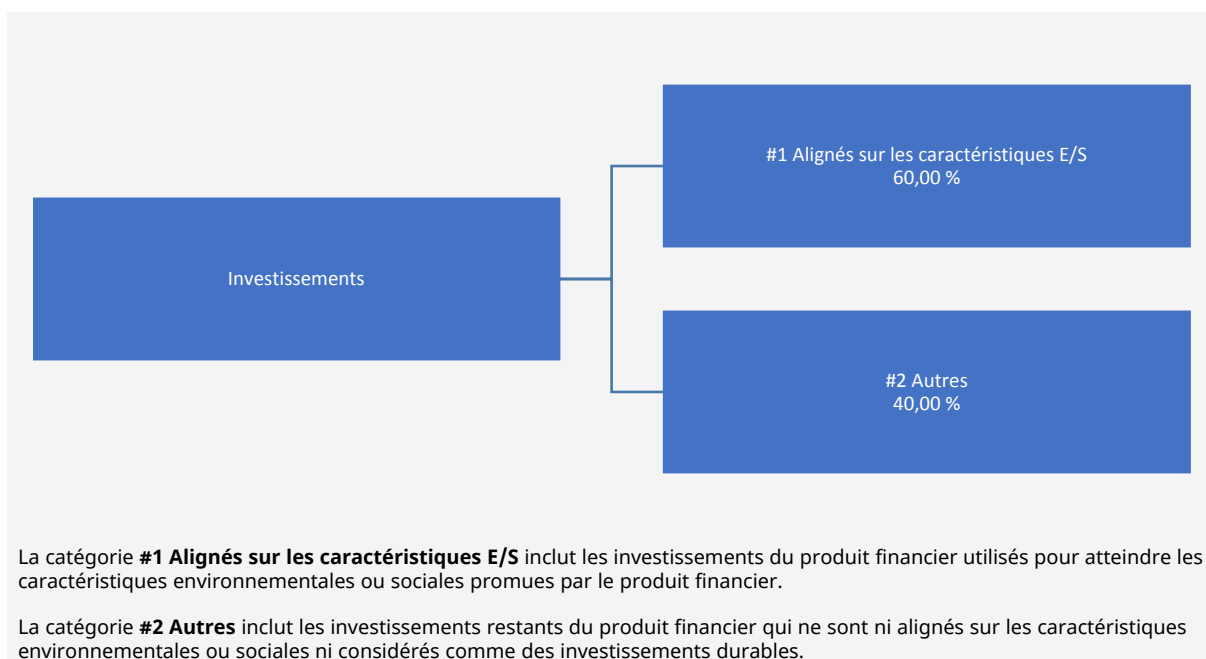 #1 Alignés sur les caractéristiques E/S
60,00 %
Investissements
#2 Autres
40,00 %
La catégorie #1 Alignés sur les caractéristiques E/S inclut les investissements du produit financier utilisés pour atteindre les
caractéristiques environnementales ou sociales promues par le produit financier.
La catégorie #2 Autres inclut les investissements restants du produit financier qui ne sont ni alignés sur les caractéristiques
environnementales ou sociales ni considérés comme des investissements durables.